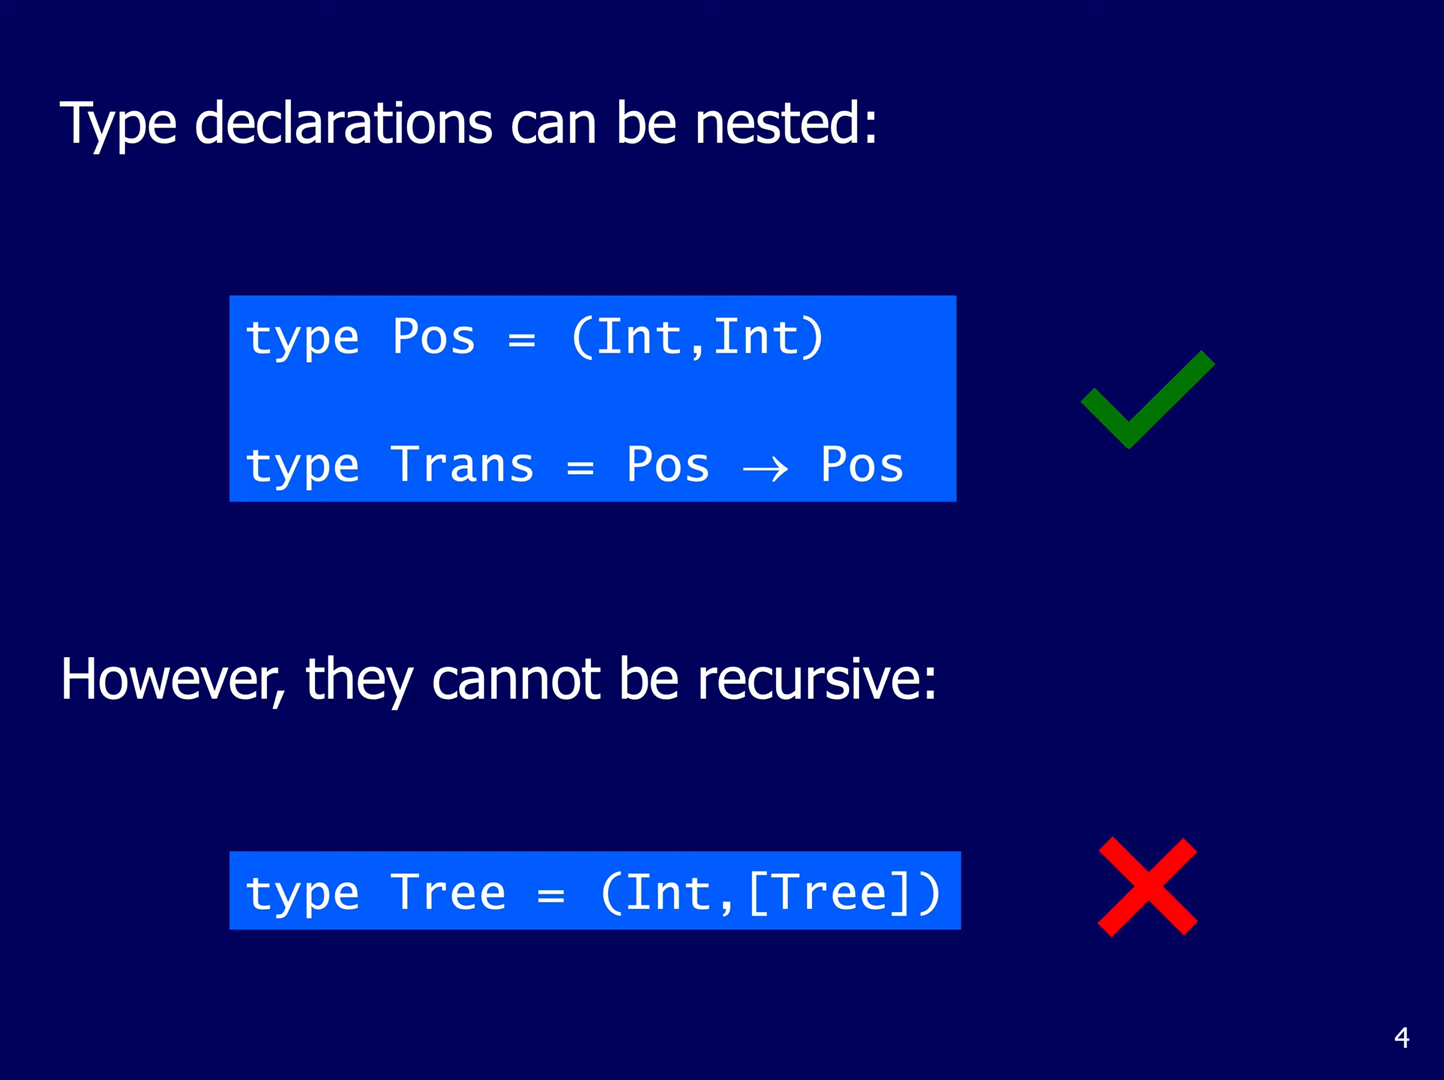 Type declarations can be nested:
type Pos = (Int,Int)
type Trans = Pos → Pos
However, they cannot be recursive:
type Tree = (Int,[Tree])
4